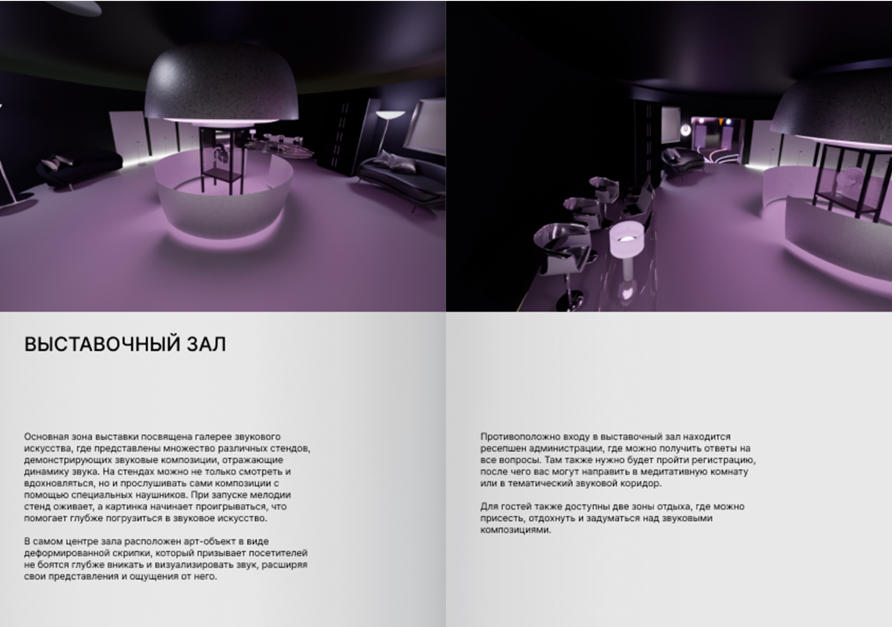 ВЫСТАВОЧНЫЙ ЗАЛ
Основная зона выставки посвящена галерее звукового
искусства, где представлены множество различных стендов,
демонстрирующих звуковые композиции, отражающие
динамику звука. На стендах можно не только смотреть и
вдохновляться, но и прослушивать сами композиции с
помощью специальных наушников. При запуске мелодии
стенд оживает, а картинка начинает проигрываться, что
помогает глубже погрузиться в звуковое искусство.
В самом центре зала расположен арт-объект в виде
деформированной скрипки, который призывает посетителей
не боятся глубже вникать и визуализировать звук, расширяя
свои представления и ощущения от него.
Противоположно входу в выставочный зал находится
ресепшен администрации, где можно получить ответы на
все вопросы. Там также нужно будет пройти регистрацию,
после чего вас могут направить в медитативную комнату
или в тематический звуковой коридор.
Для гостей также доступны две зоны отдыха, где можно
присесть, отдохнуть и задуматься над звуковыми
композициями.